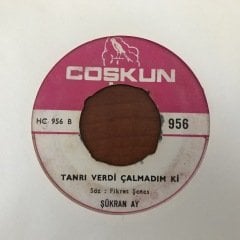 COŞKUN
HC 956 B
956
TANRI VERDİ ÇALMADIM Kİ
Söz : Fikret Şeneş
ŞÜKRAN AY